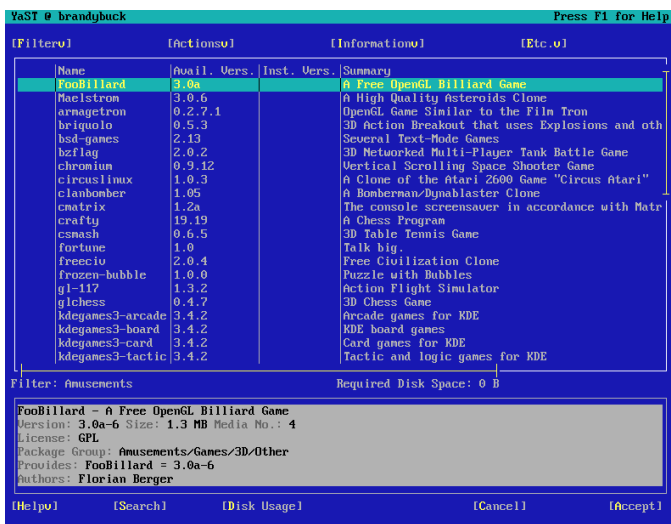 YaST @ brandybuck Press F1 for Help
[Filter↓] [Actions↓] [Information↓] [Etc.↓]
Name Avail. Vers. Inst. Vers. Summary
FooBillard 3.0a A Free OpenGL Billiard Game
Maelstrom 3.0.6 A High Quality Asteroids Clone
armagetron 0.2.7.1 OpenGL Game Similar to the Film Tron
briquolo 0.5.3 3D Action Breakout that uses Explosions and oth
bsd-games 2.13 Several Text-Mode Games
bzflag 2.0.2 3D Networked Multi-Player Tank Battle Game
chromium 0.9.12 Vertical Scrolling Space Shooter Game
circuslinux 1.0.3 A Clone of the Atari 2600 Game "Circus Atari"
clanbomber 1.05 A Bomberman/Dynablaster Clone
cmatrix 1.2a The console screensaver in accordance with Matr
crafty 19.19 A Chess Program
csmash 0.6.5 3D Table Tennis Game
fortune 1.0 Talk big.
freeciv 2.0.4 Free Civilization Clone
frozen-bubble 1.0.0 Puzzle with Bubbles
gl-117 1.3.2 Action Flight Simulator
glchess 0.4.7 3D Chess Game
kdegames3-arcade 3.4.2 Arcade games for KDE
kdegames3-board 3.4.2 KDE board games
kdegames3-card 3.4.2 Card games for KDE
kdegames3-tactic 3.4.2 Tactic and logic games for KDE
Filter: Amusements Required Disk Space: 0 B
FooBillard - A Free OpenGL Billiard Game
Version: 3.0a-6 Size: 1.3 MB Media No.: 4
License: GPL
Package Group: Amusements/Games/3D/Other
Provides: FooBillard = 3.0a-6
Authors: Florian Berger
[Help↓] [Search] [Disk Usage] [Cancel] [Accept]